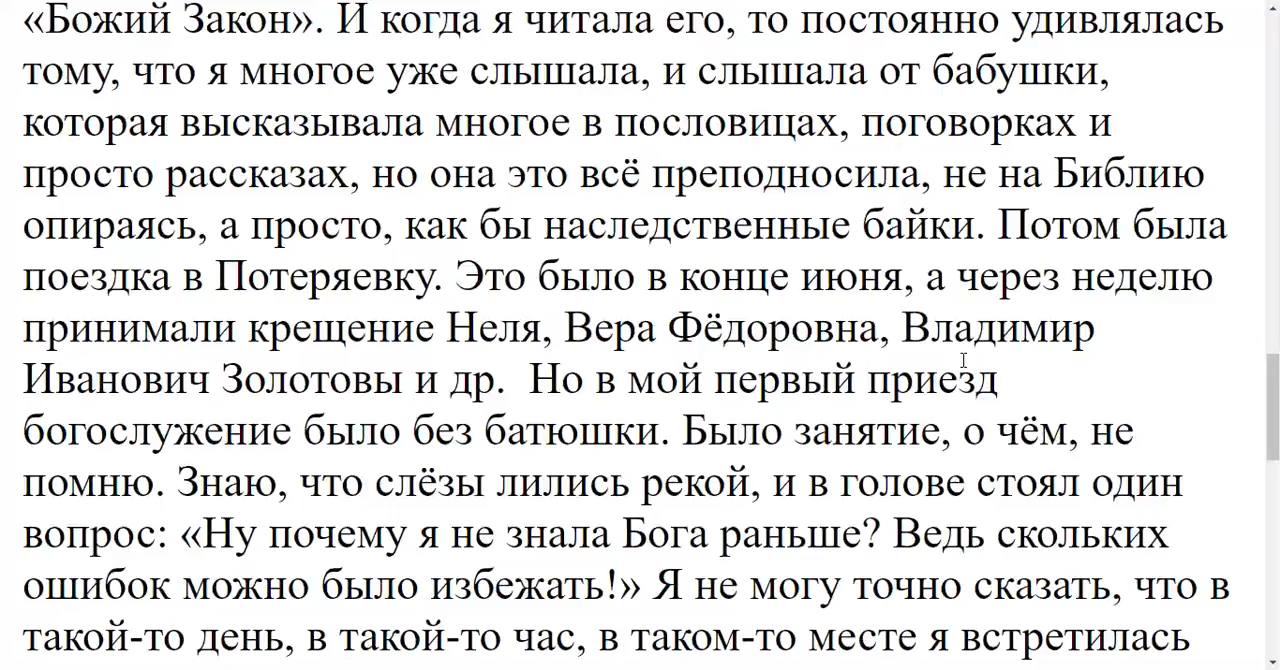 «Божий Закон». И когда я читала его, то постоянно удивлялась
тому, что я многое уже слышала, и слышала от бабушки,
которая высказывала многое в пословицах, поговорках и
просто рассказах, но она это всё преподносила, не на Библию
опираясь, а просто, как бы наследственные байки. Потом была
поездка в Потеряевку. Это было в конце июня, а через неделю
принимали крещение Неля, Вера Фёдоровна, Владимир
Иванович Золотовы и др.  Но в мой первый приезд
богослужение было без батюшки. Было занятие, о чём, не
помню. Знаю, что слёзы лились рекой, и в голове стоял один
вопрос: «Ну почему я не знала Бога раньше? Ведь скольких
ошибок можно было избежать!» Я не могу точно сказать, что в
такой-то день, в такой-то час, в таком-то месте я встретилась